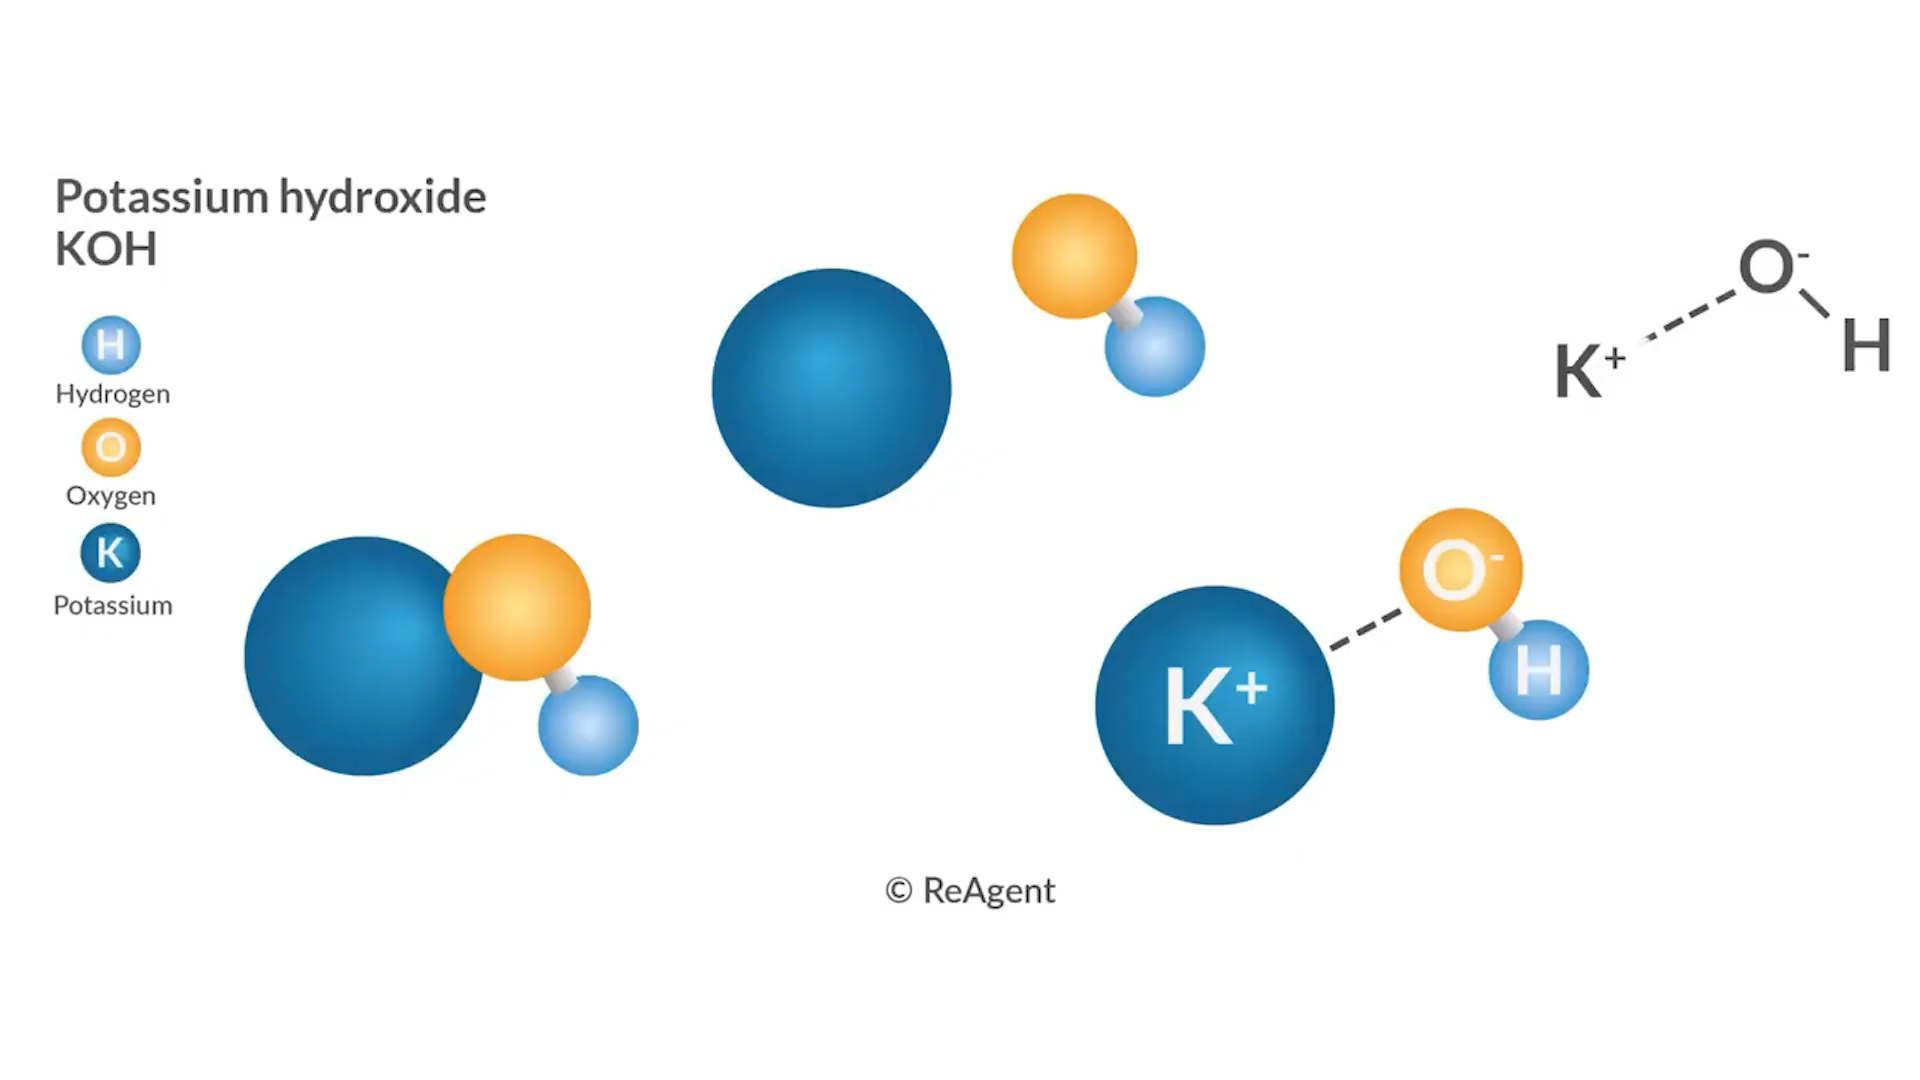 Potassium hydroxide
KOH
H
Hydrogen
O
Oxygen
K
Potassium
O-
K+
H
O-
K+
H
© ReAgent